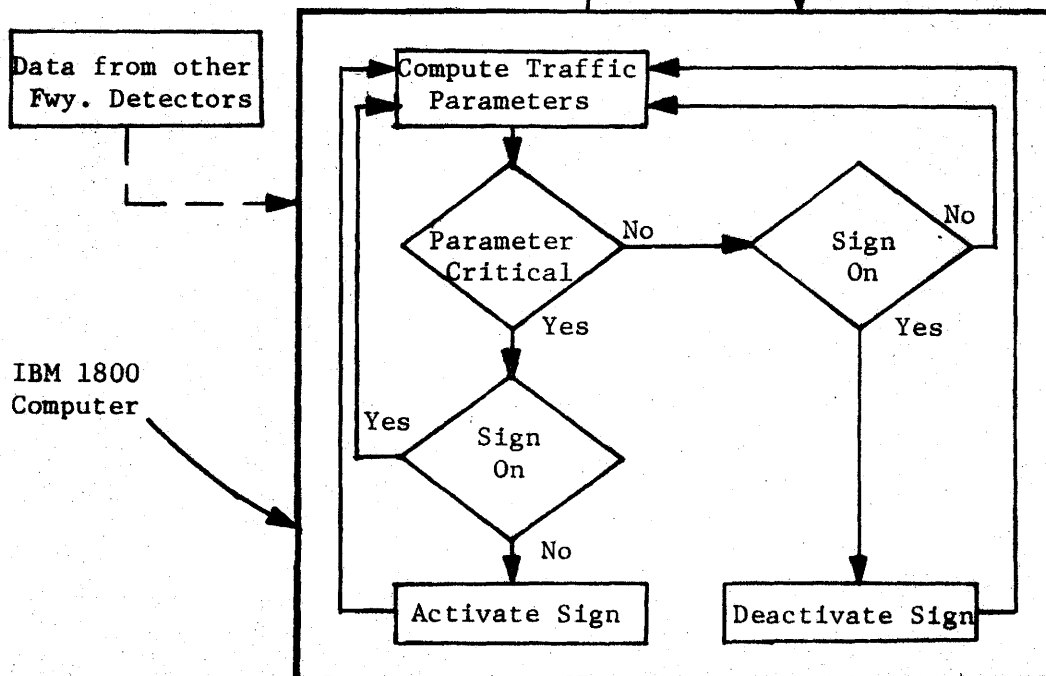 Data from other
Fwy. Detectors
Compute Traffic
Parameters
Parameter
Critical
No
Sign
On
No
Yes
Yes
IBM 1800
Computer
Yes
Sign
On
No
Activate Sign
Deactivate Sign